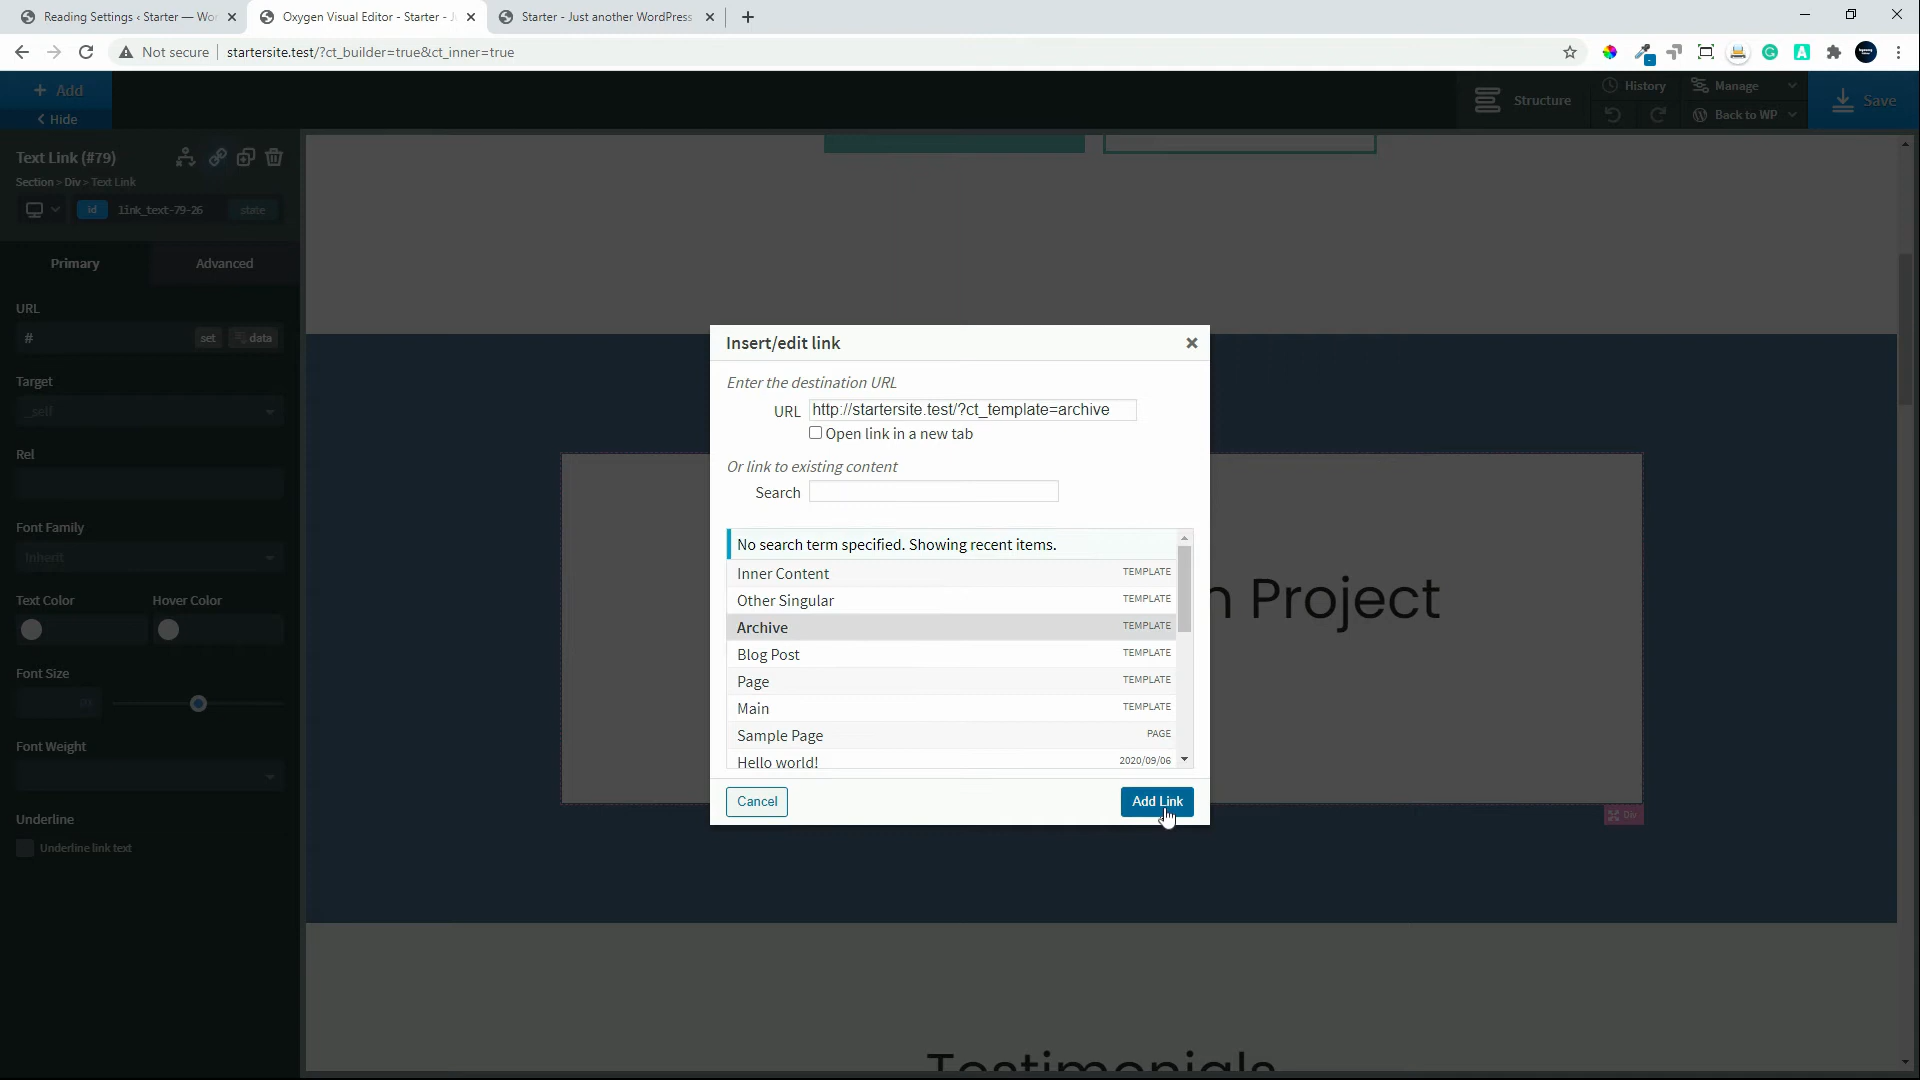 Reading Settings ‹ Starter — Wor
Oxygen Visual Editor - Starter - J
Starter - Just another WordPress
Not secure
startersite.test/?ct_builder=true&ct_inner=true
+ Add
Hide
Structure
History
Manage
Back to WP
Save
Text Link (#79)
Section > Div > Text Link
id
link_text-79-26
state
Primary
Advanced
URL
#
set
data
Target
_self
Rel
Font Family
Inherit
Text Color
Hover Color
Font Size
px
Font Weight
Underline
Underline link text
Insert/edit link
Enter the destination URL
URL
http://startersite.test/?ct_template=archive
Open link in a new tab
Or link to existing content
Search
No search term specified. Showing recent items.
Inner Content
TEMPLATE
Other Singular
TEMPLATE
Archive
TEMPLATE
Blog Post
TEMPLATE
Page
TEMPLATE
Main
TEMPLATE
Sample Page
PAGE
Hello world!
2020/09/06
Cancel
Add Link
n Project
Div
Testimonials